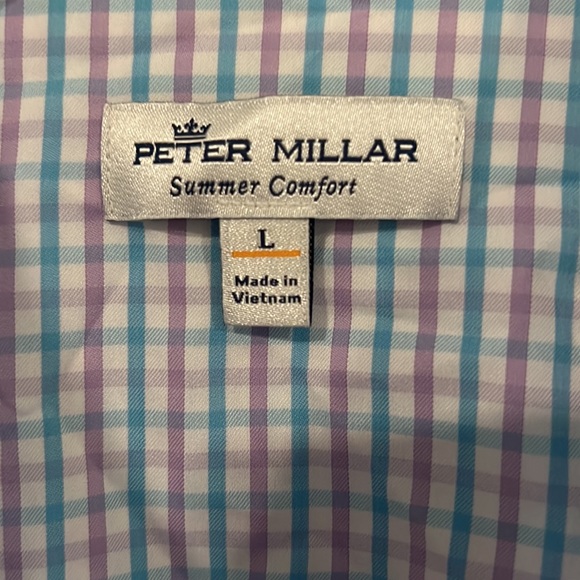 PETER MILLAR
Summer Comfort
L
Made in
Vietnam